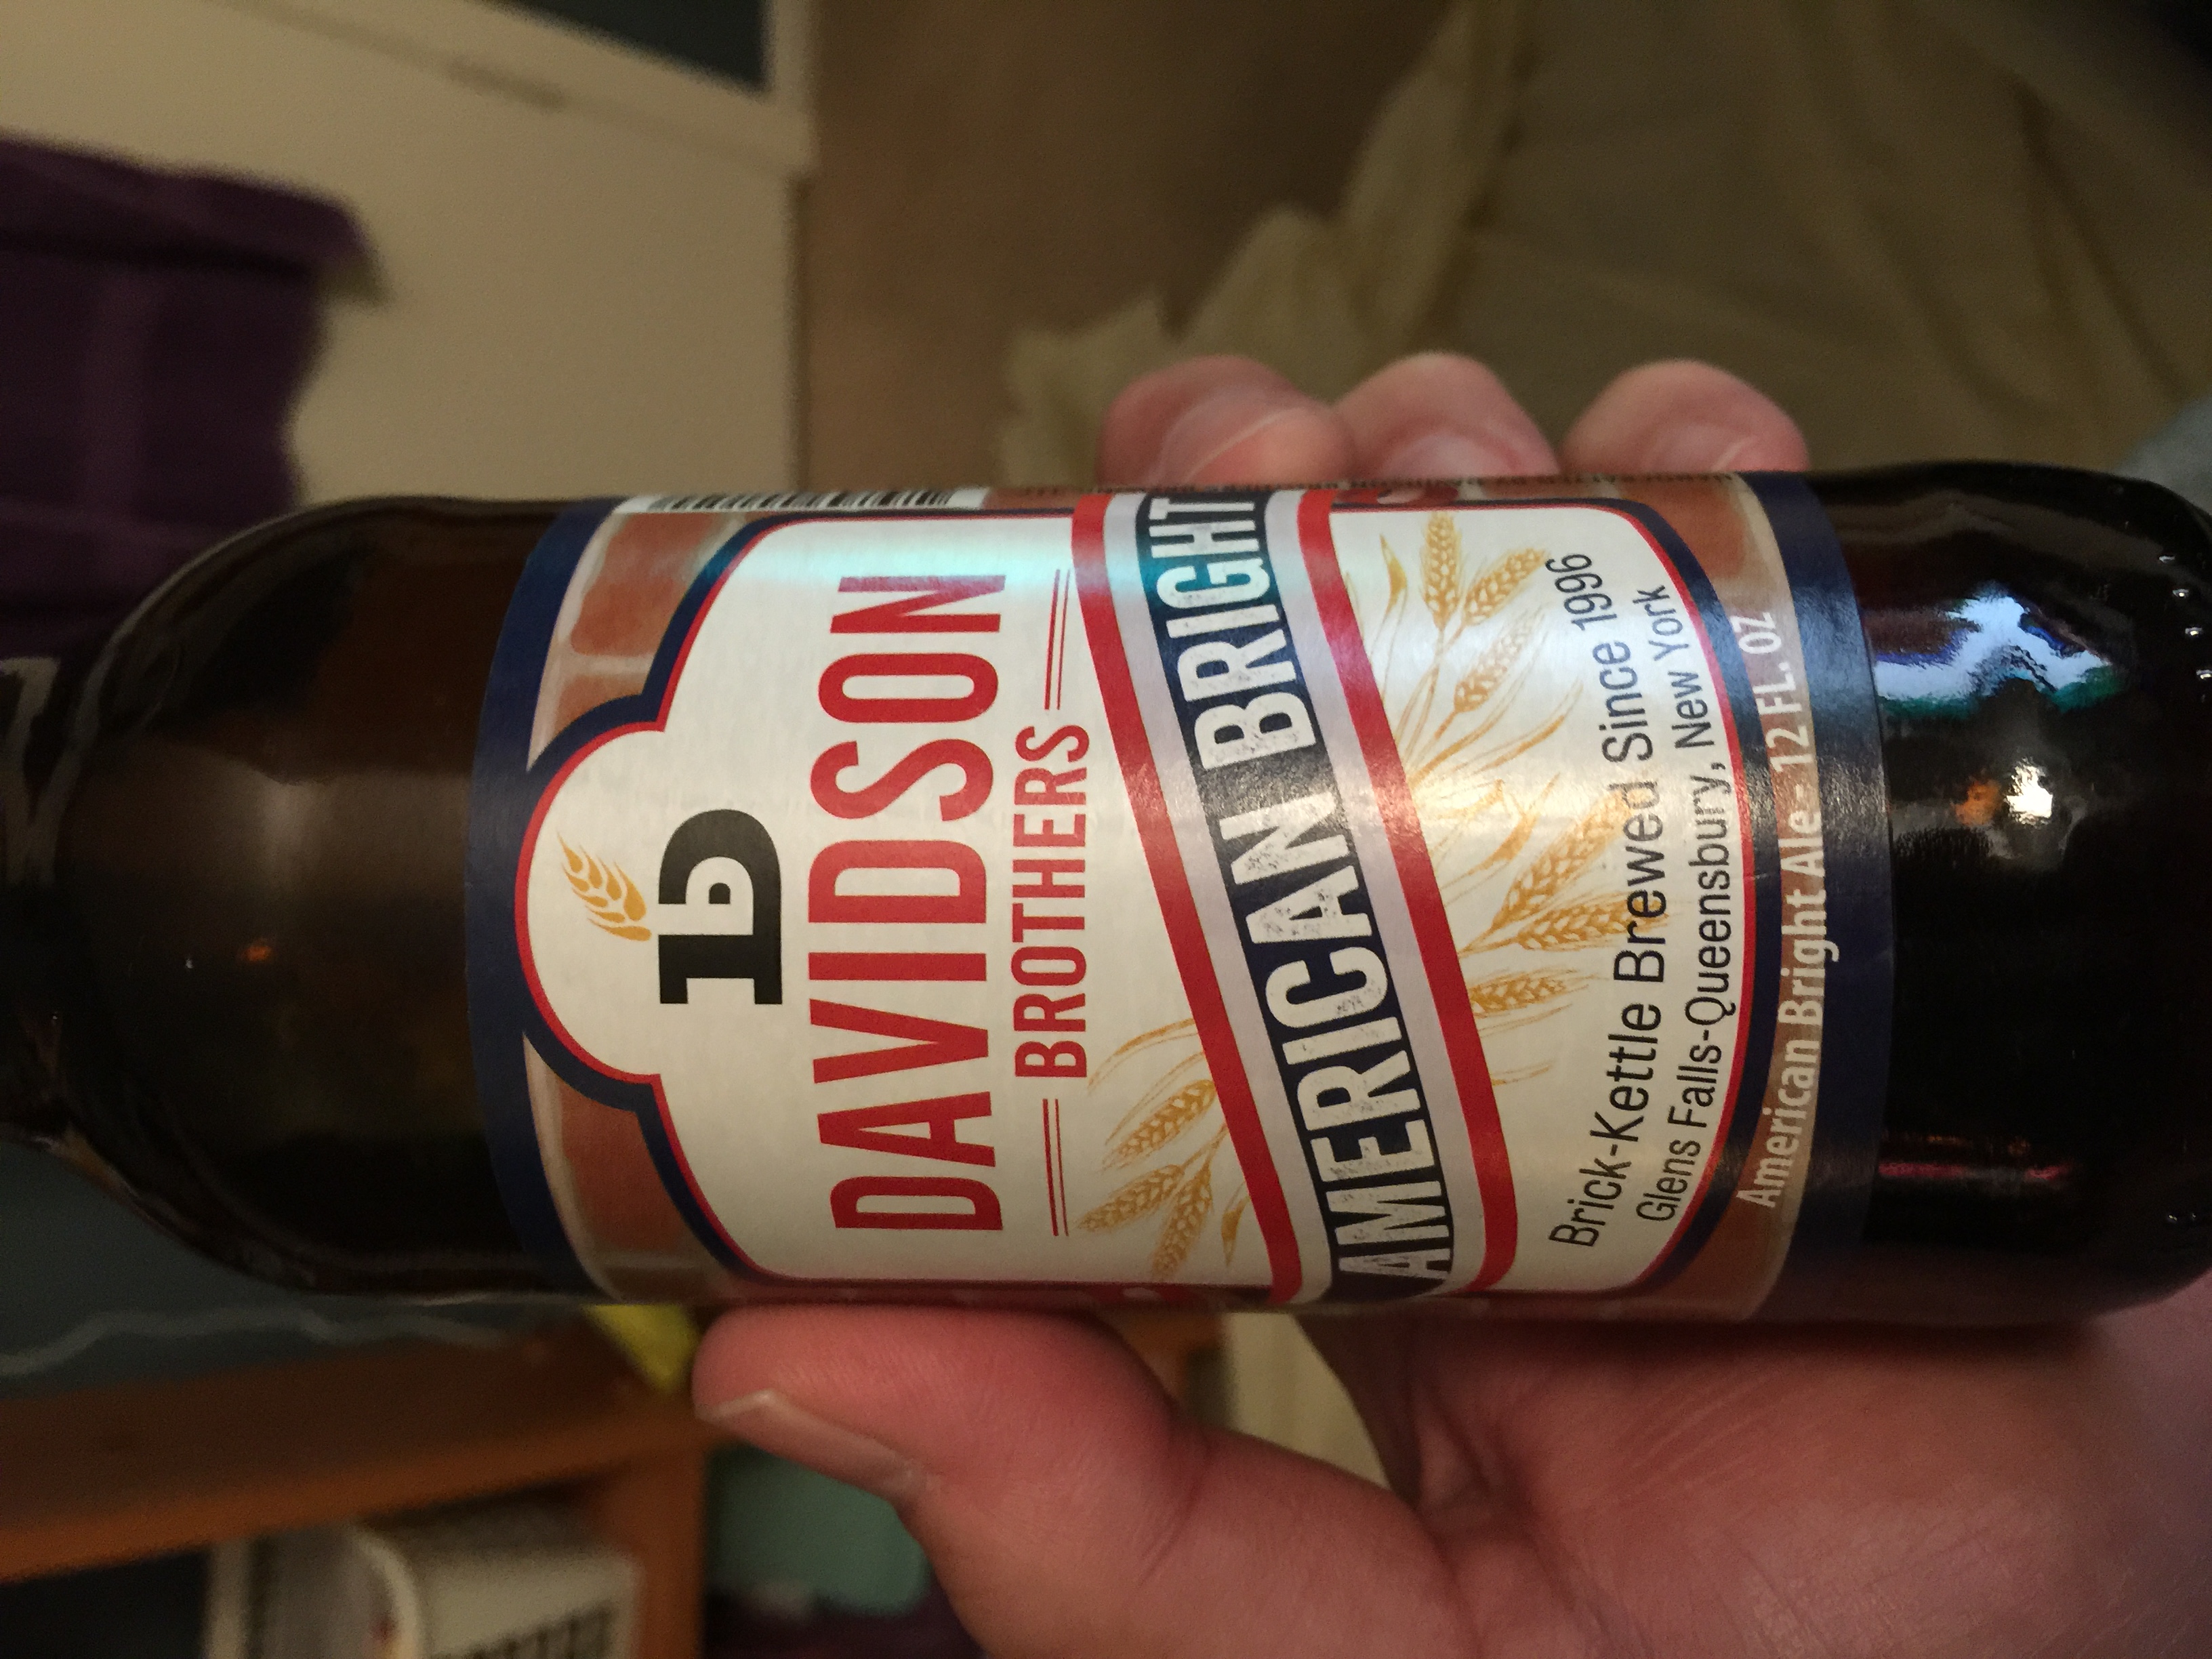 DB
DAVIDSON
BROTHERS
AMERICAN BRIGHT
Brick-Kettle Brewed Since 1996
Glens Falls-Queensbury, New York
American Bright Ale - 12 FL. OZ